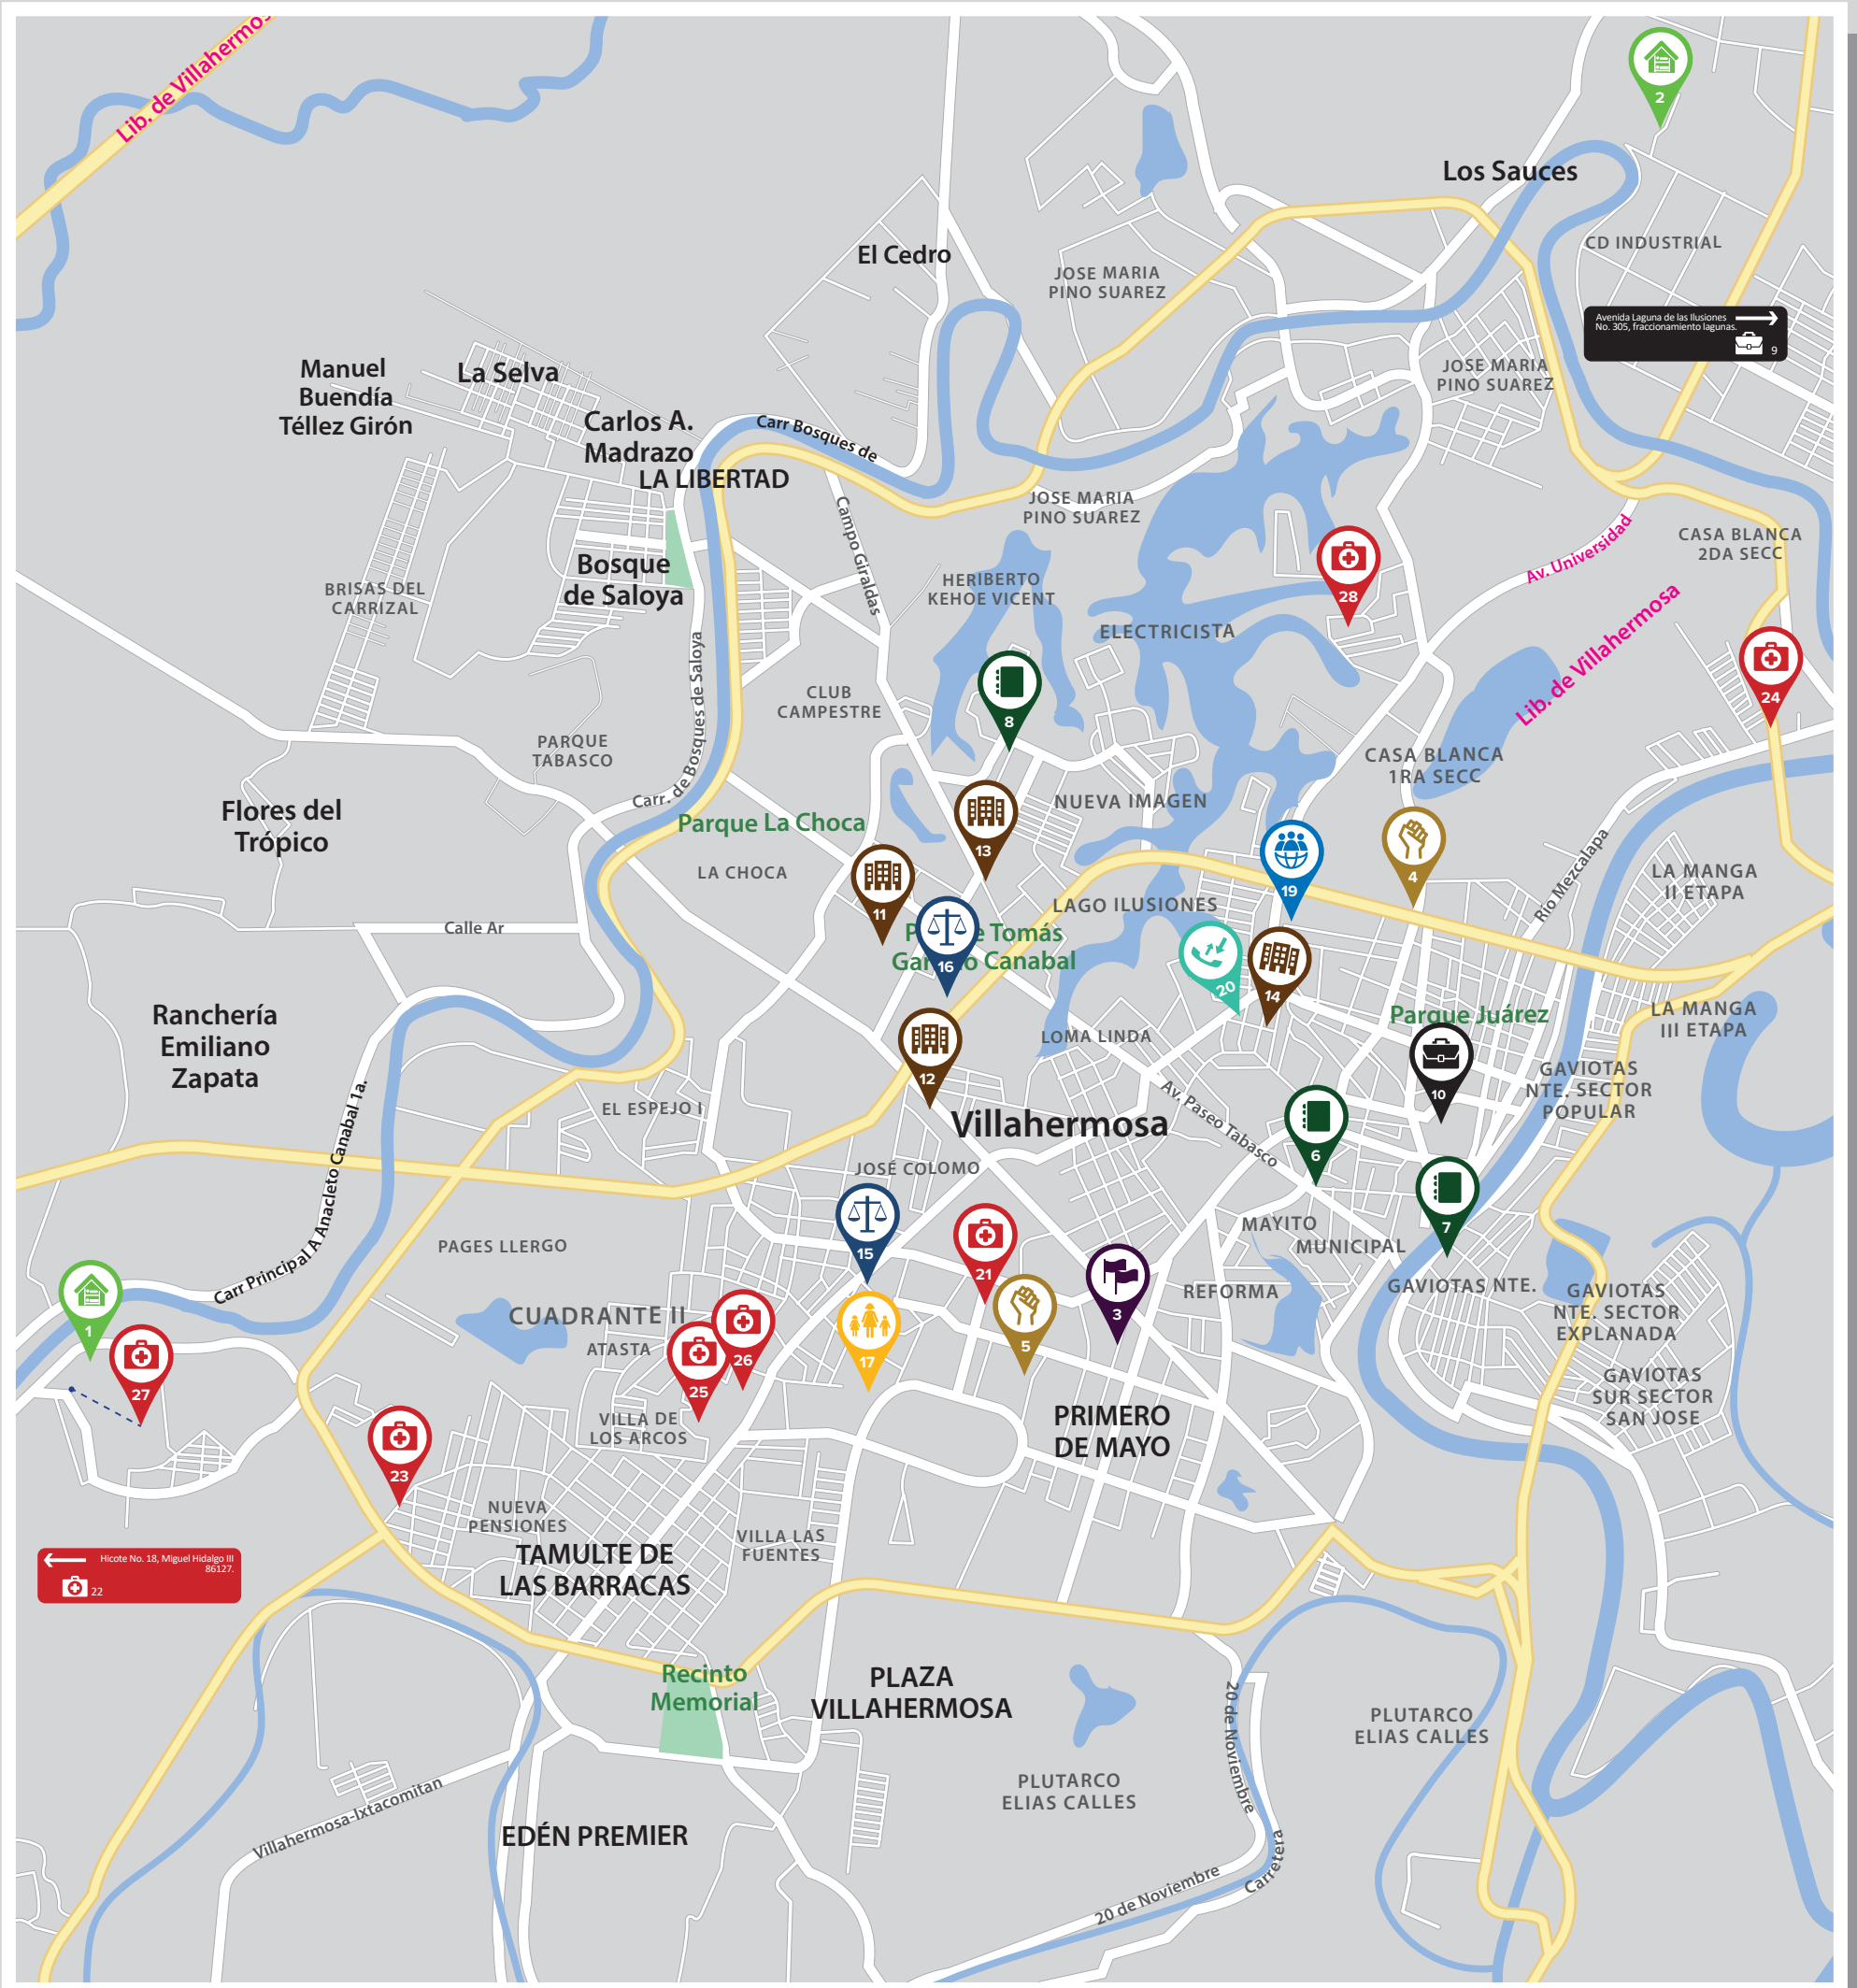 Lib. de Villahermos
2
Los Sauces
CD INDUSTRIAL
El Cedro
JOSE MARIA
PINO SUAREZ
Avenida Laguna de las Ilusiones
No. 305, fraccionamiento lagunas.
9
Manuel
Buendía
Téllez Girón
La Selva
JOSE MARIA
PINO SUAREZ
Carlos A.
Madrazo
LA LIBERTAD
Carr Bosques de
Campo Giraldas
JOSE MARIA
PINO SUAREZ
Av. Universidad
CASA BLANCA
2DA SECC
Bosque
de Saloya
BRISAS DEL
CARRIZAL
HERIBERTO
KEHOE VICENT
28
ELECTRICISTA
Lib. de Villahermosa
24
Carr. de Bosques de Saloya
CLUB
CAMPESTRE
8
PARQUE
TABASCO
CASA BLANCA
1RA SECC
Flores del
Trópico
Parque La Choca
NUEVA IMAGEN
13
LA CHOCA
11
19
4
Río Mezcalapa
LA MANGA
II ETAPA
LAGO ILUSIONES
Calle Ar
P e Tomás
Gar o Canabal
16
20
14
Ranchería
Emiliano
Zapata
Parque Juárez
LA MANGA
III ETAPA
LOMA LINDA
12
10
GAVIOTAS
NTE. SECTOR
POPULAR
EL ESPEJO I
Villahermosa
Av. Paseo Tabasco
6
Carr Principal A Anacleto Canabal 1a.
JOSÉ COLOMO
7
MAYITO
MUNICIPAL
PAGES LLERGO
15
21
REFORMA
GAVIOTAS NTE.
GAVIOTAS
NTE. SECTOR
EXPLANADA
1
CUADRANTE II
ATASTA
3
5
26
17
25
27
GAVIOTAS
SUR SECTOR
SAN JOSE
VILLA DE
LOS ARCOS
PRIMERO
DE MAYO
23
NUEVA
PENSIONES
VILLA LAS
FUENTES
TAMULTE DE
LAS BARRACAS
Hicote No. 18, Miguel Hidalgo III
86127.
22
Recinto
Memorial
PLAZA
VILLAHERMOSA
20 de Noviembre
PLUTARCO
ELIAS CALLES
PLUTARCO
ELIAS CALLES
Villahermosa-Ixtacomitan
EDÉN PREMIER
20 de Noviembre
Carretera